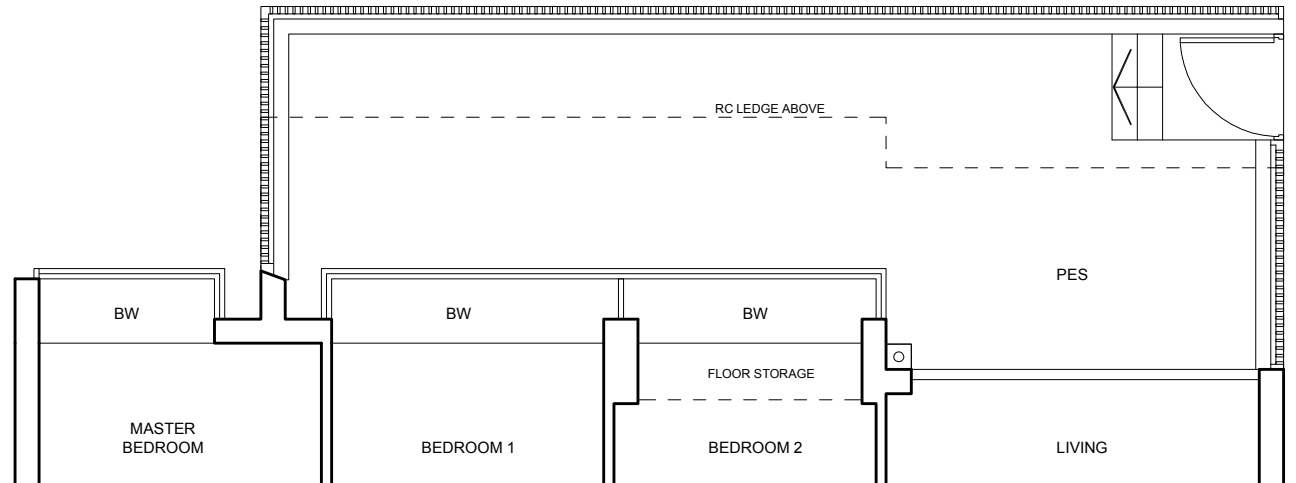 RC LEDGE ABOVE
PES
BW
BW
BW
FLOOR STORAGE
MASTER
BEDROOM
BEDROOM 1
BEDROOM 2
LIVING